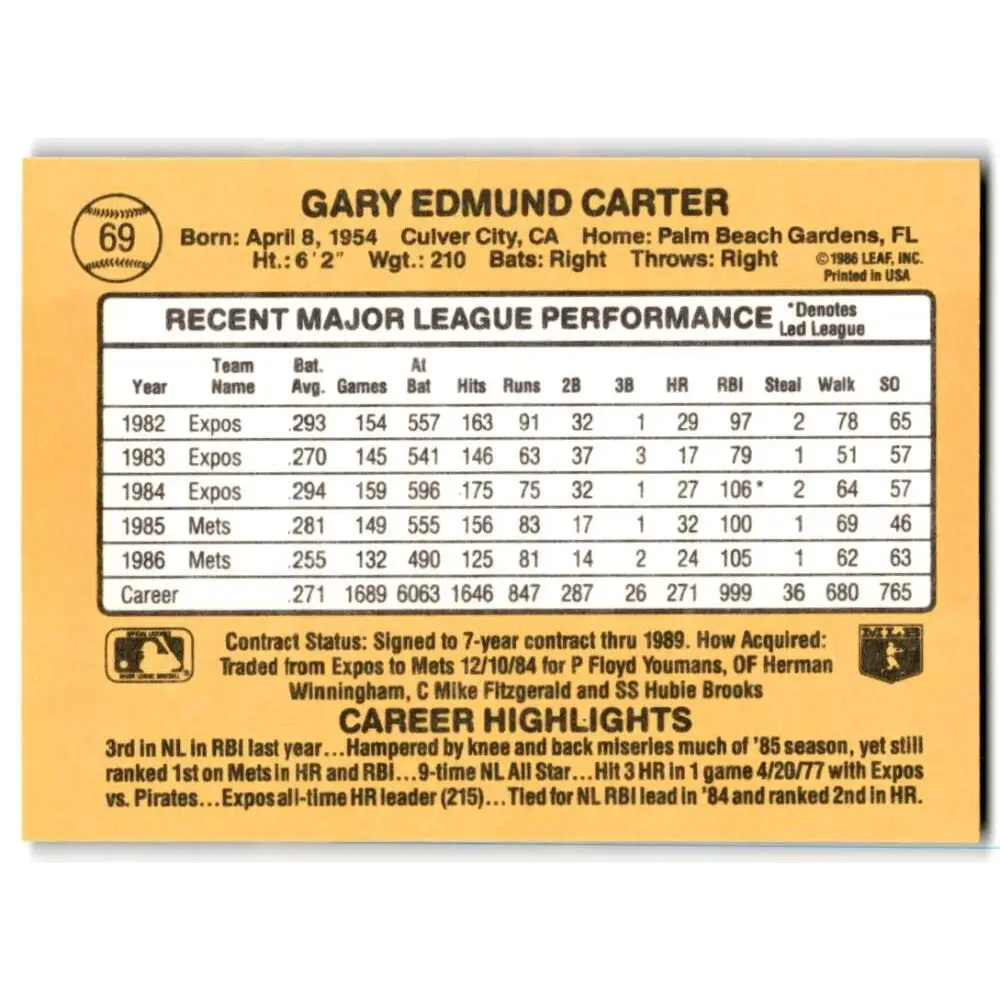 69
GARY EDMUND CARTER
Born: April 8, 1954 Culver City, CA Home: Palm Beach Gardens, FL
Ht.: 6'2" Wgt.: 210 Bats: Right Throws: Right
©1986 LEAF, INC.
Printed in USA
RECENT MAJOR LEAGUE PERFORMANCE *Denotes Led League
Year Team Name Bat. Avg. Games At Bat Hits Runs 2B 3B HR RBI Steal Walk SO
1982 Expos .293 154 557 163 91 32 1 29 97 2 78 65
1983 Expos .270 145 541 146 63 37 3 17 79 1 51 57
1984 Expos .294 159 596 175 75 32 1 27 106* 2 64 57
1985 Mets .281 149 555 156 83 17 1 32 100 1 69 46
1986 Mets .255 132 490 125 81 14 2 24 105 1 62 63
Career .271 1689 6063 1646 847 287 26 271 999 36 680 765
Contract Status: Signed to 7-year contract thru 1989. How Acquired:
Traded from Expos to Mets 12/10/84 for P Floyd Youmans, OF Herman
Winningham, C Mike Fitzgerald and SS Hubie Brooks
MLB
CAREER HIGHLIGHTS
3rd in NL in RBI last year...Hampered by knee and back miseries much of '85 season, yet still
ranked 1st on Mets in HR and RBI...9-time NL All Star...Hit 3 HR in 1 game 4/20/77 with Expos
vs. Pirates...Expos all-time HR leader (215)...Tied for NL RBI lead in '84 and ranked 2nd in HR.